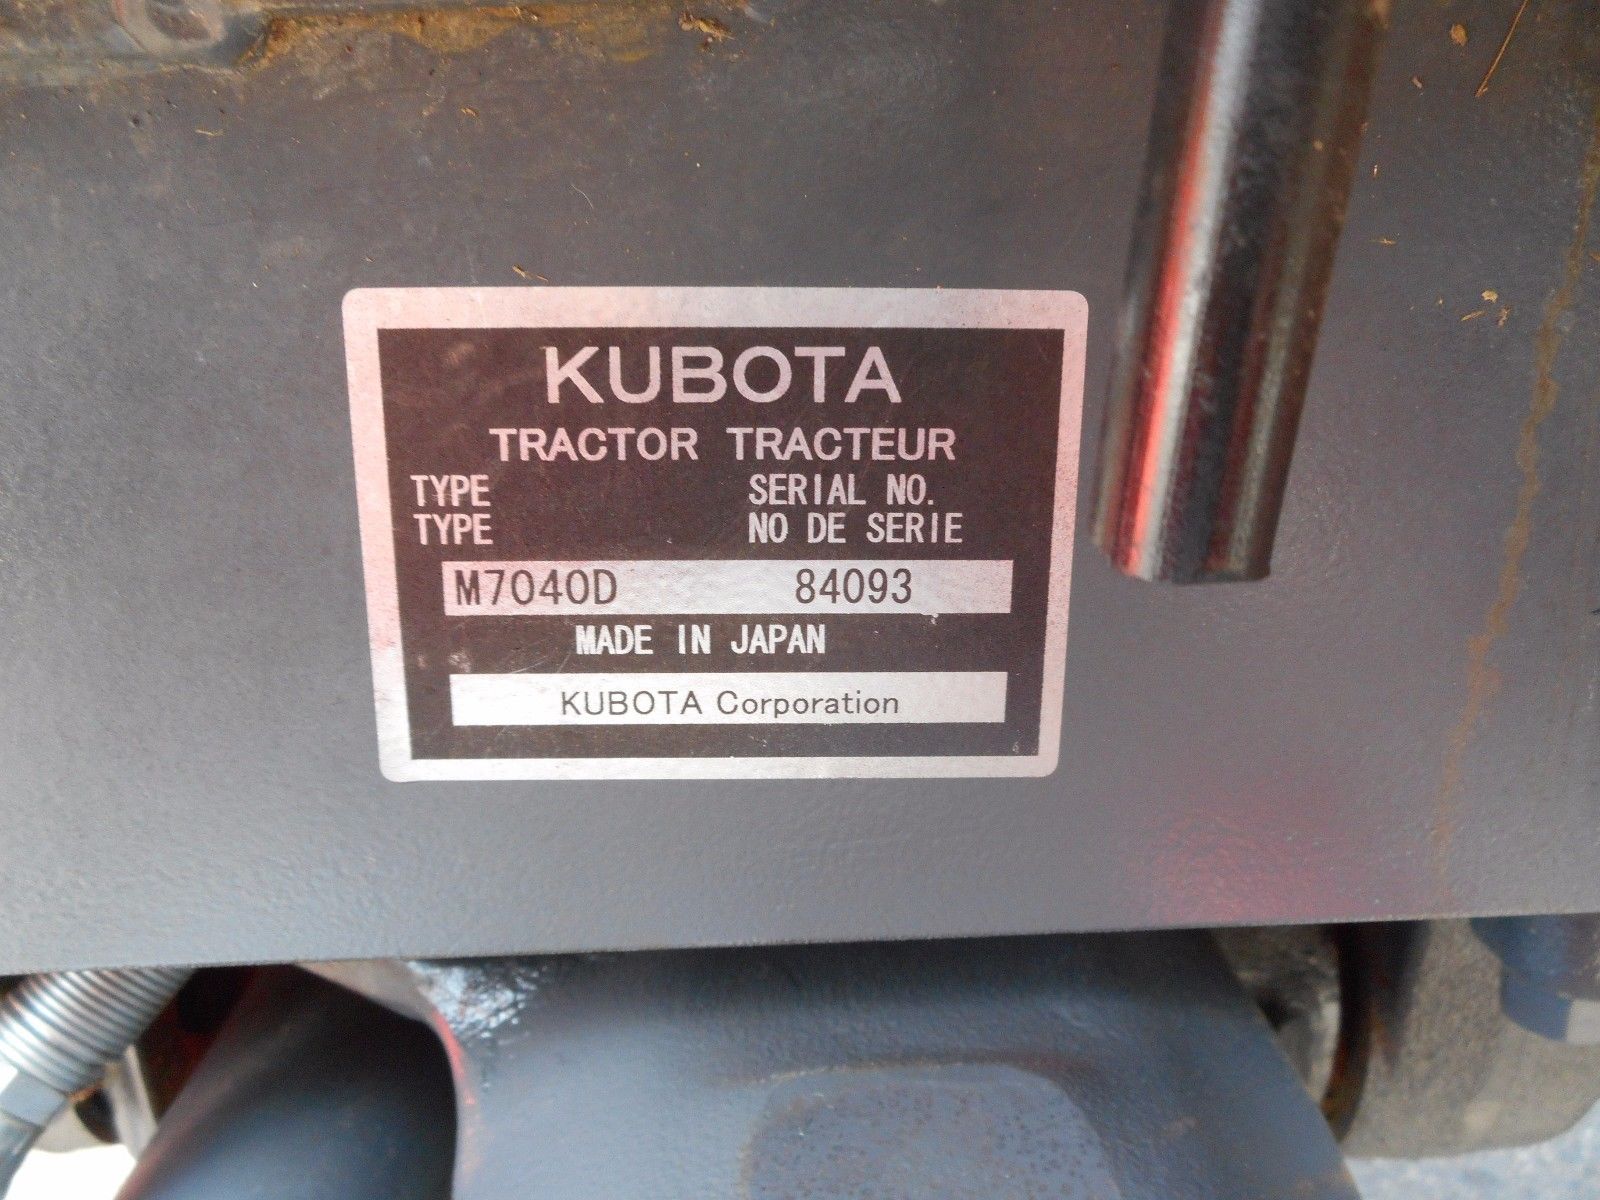 KUBOTA
TRACTOR TRACTEUR
TYPE SERIAL NO.
TYPE NO DE SERIE
M7040D 84093
MADE IN JAPAN
KUBOTA Corporation